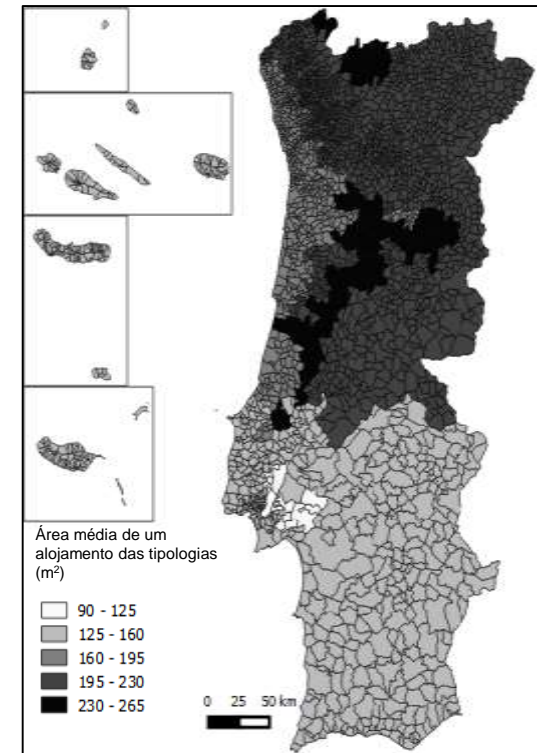 Área média de um
alojamento das tipologias
(m²)
90 - 125
125 - 160
160 - 195
195 - 230
230 - 265
0 25 50 km